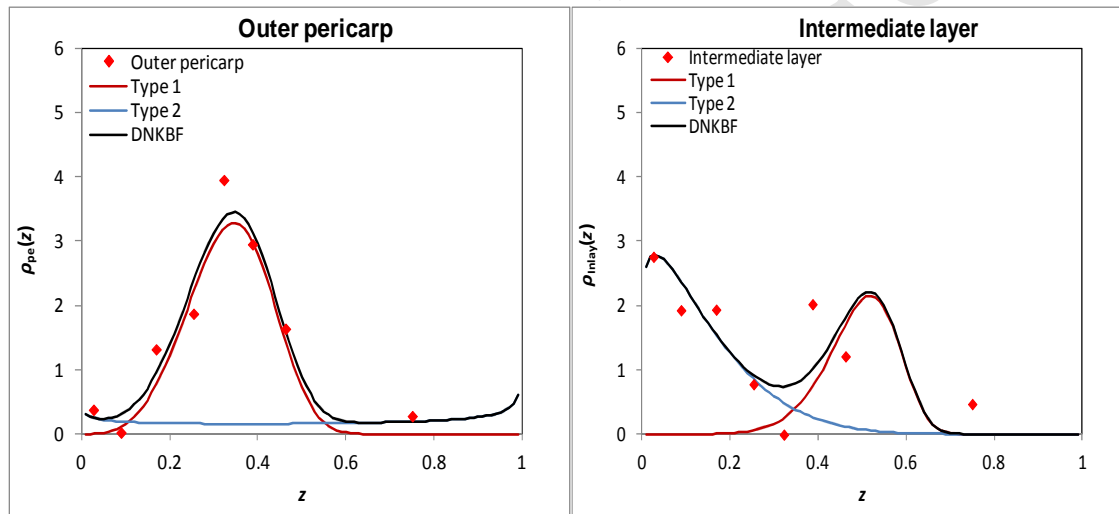 Outer pericarp
6
5
4
3
2
1
0
ρpe(z)
Outer pericarp
Type 1
Type 2
DNKBF
0 0.2 0.4 0.6 0.8 1
z
Intermediate layer
6
5
4
3
2
1
0
ρInlay(z)
Intermediate layer
Type 1
Type 2
DNKBF
0 0.2 0.4 0.6 0.8 1
z